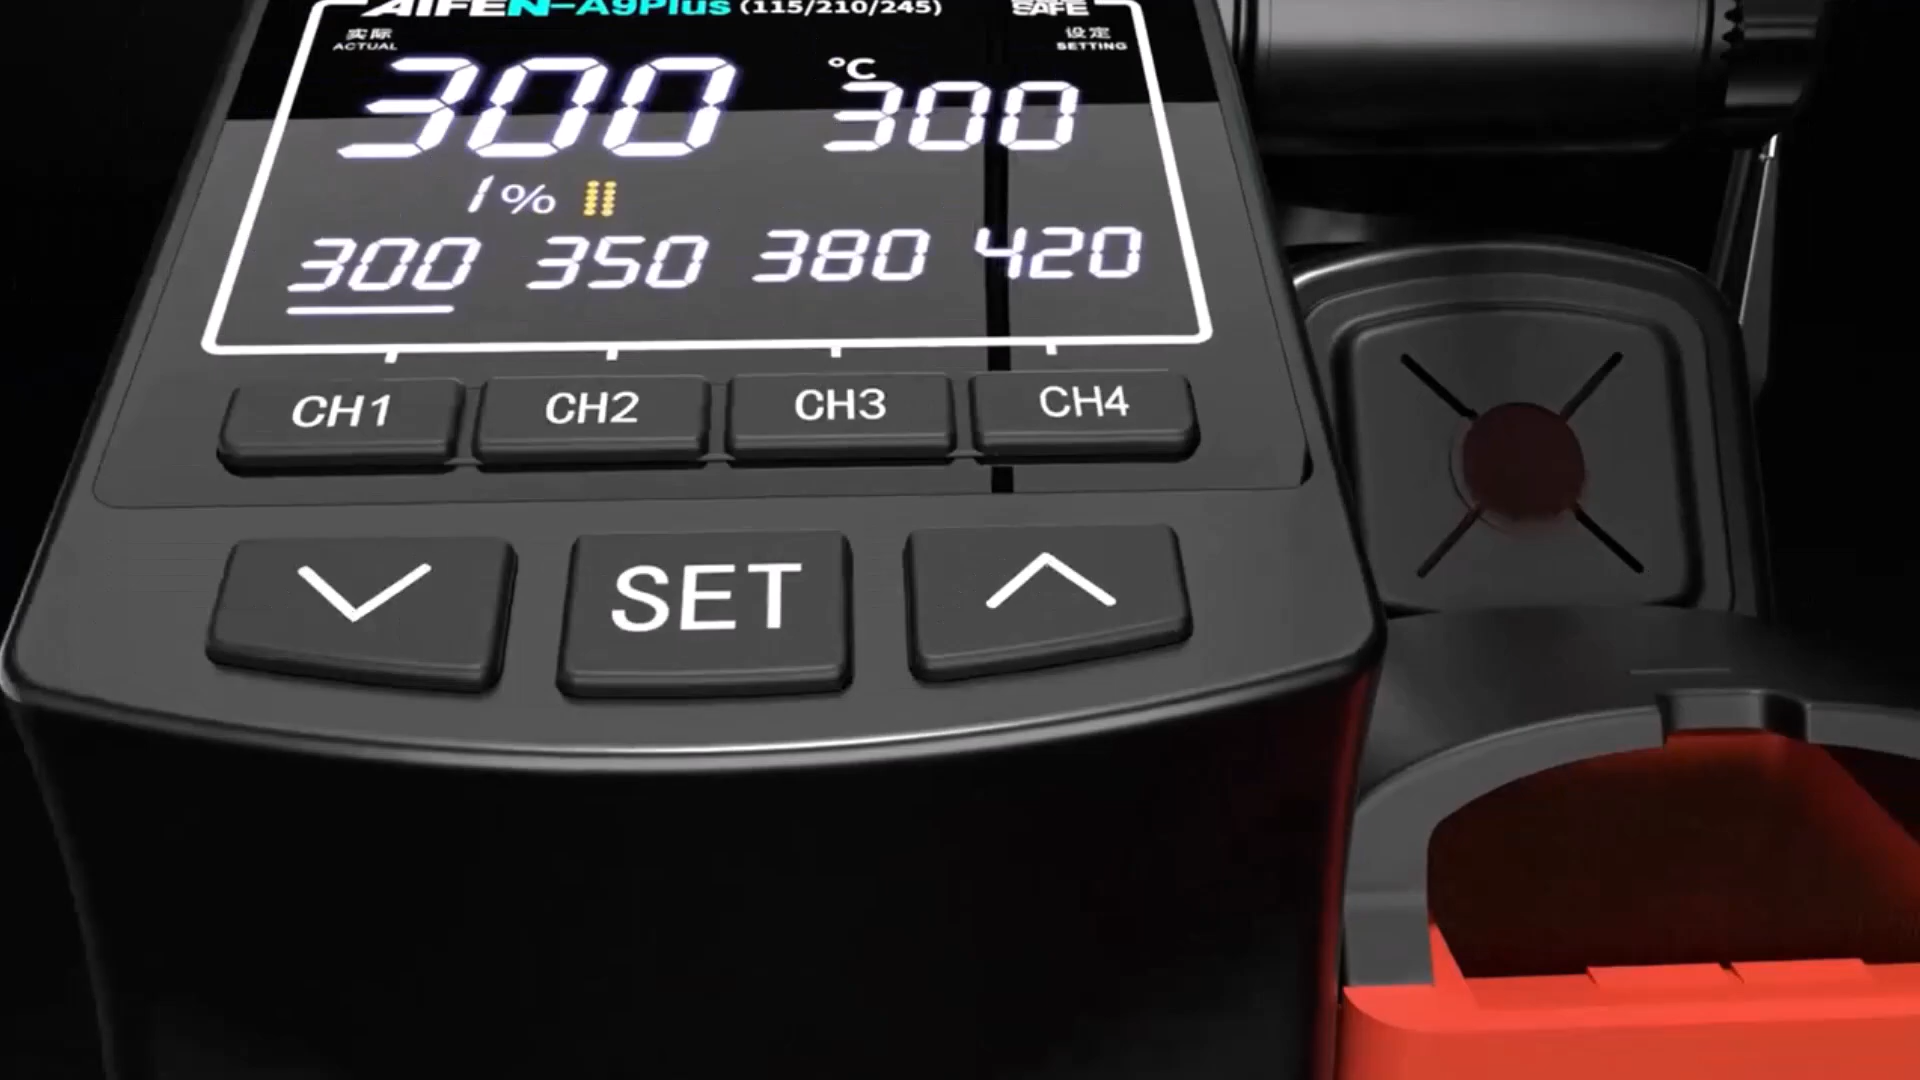 AIFEN-A9Plus (115/210/245) SAFE
实际 设定
ACTUAL SETTING
300 °C 300
1%
300 350 380 420
CH1 CH2 CH3 CH4
SET